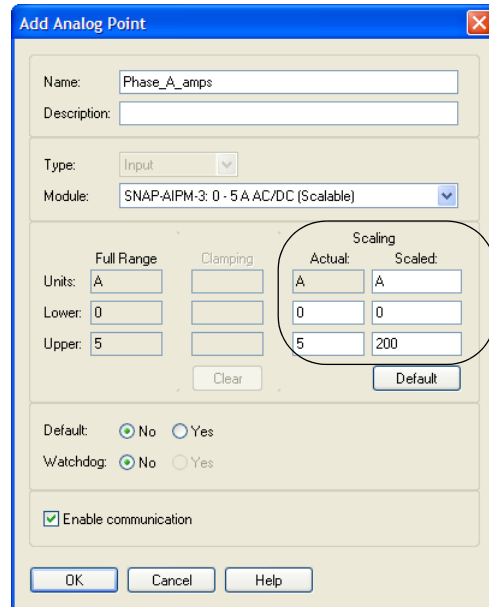 Add Analog Point
Name: Phase_A_amps
Description:
Type: Input
Module: SNAP-AIPM-3: 0 - 5 A AC/DC (Scalable)
Scaling
Full Range Clamping Actual: Scaled:
Units: A A A
Lower: 0 0 0
Upper: 5 5 200
Clear Default
Default: No Yes
Watchdog: No Yes
Enable communication
OK Cancel Help